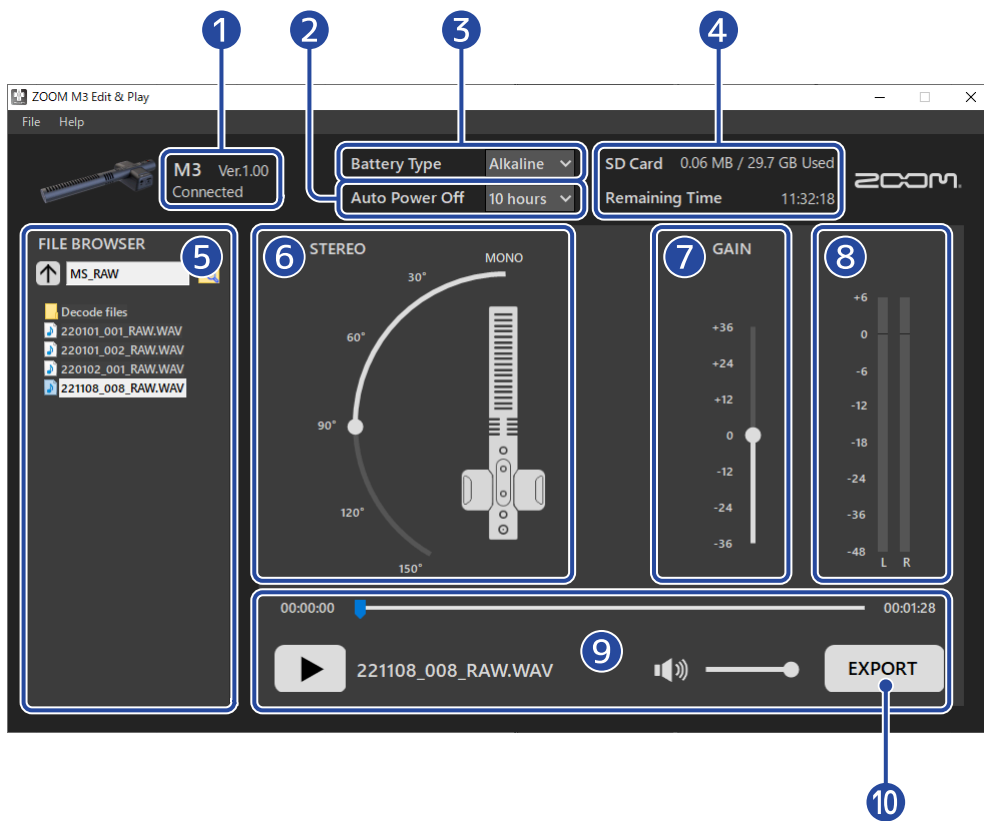 1 2 3 4
ZOOM M3 Edit & Play
File Help
M3 Ver.1.00
Connected
Battery Type Alkaline
Auto Power Off 10 hours
SD Card 0.06 MB / 29.7 GB Used
Remaining Time 11:32:18
ZOOM
FILE BROWSER
5
MS_RAW
Decode files
220101_001_RAW.WAV
220101_002_RAW.WAV
220102_001_RAW.WAV
221108_008_RAW.WAV
6 STEREO
MONO
30°
60°
90°
120°
150°
7 GAIN
+36
+24
+12
0
-12
-24
-36
8
+6
0
-6
-12
-18
-24
-36
-48
L R
00:00:00 00:01:28
9
221108_008_RAW.WAV
EXPORT
10